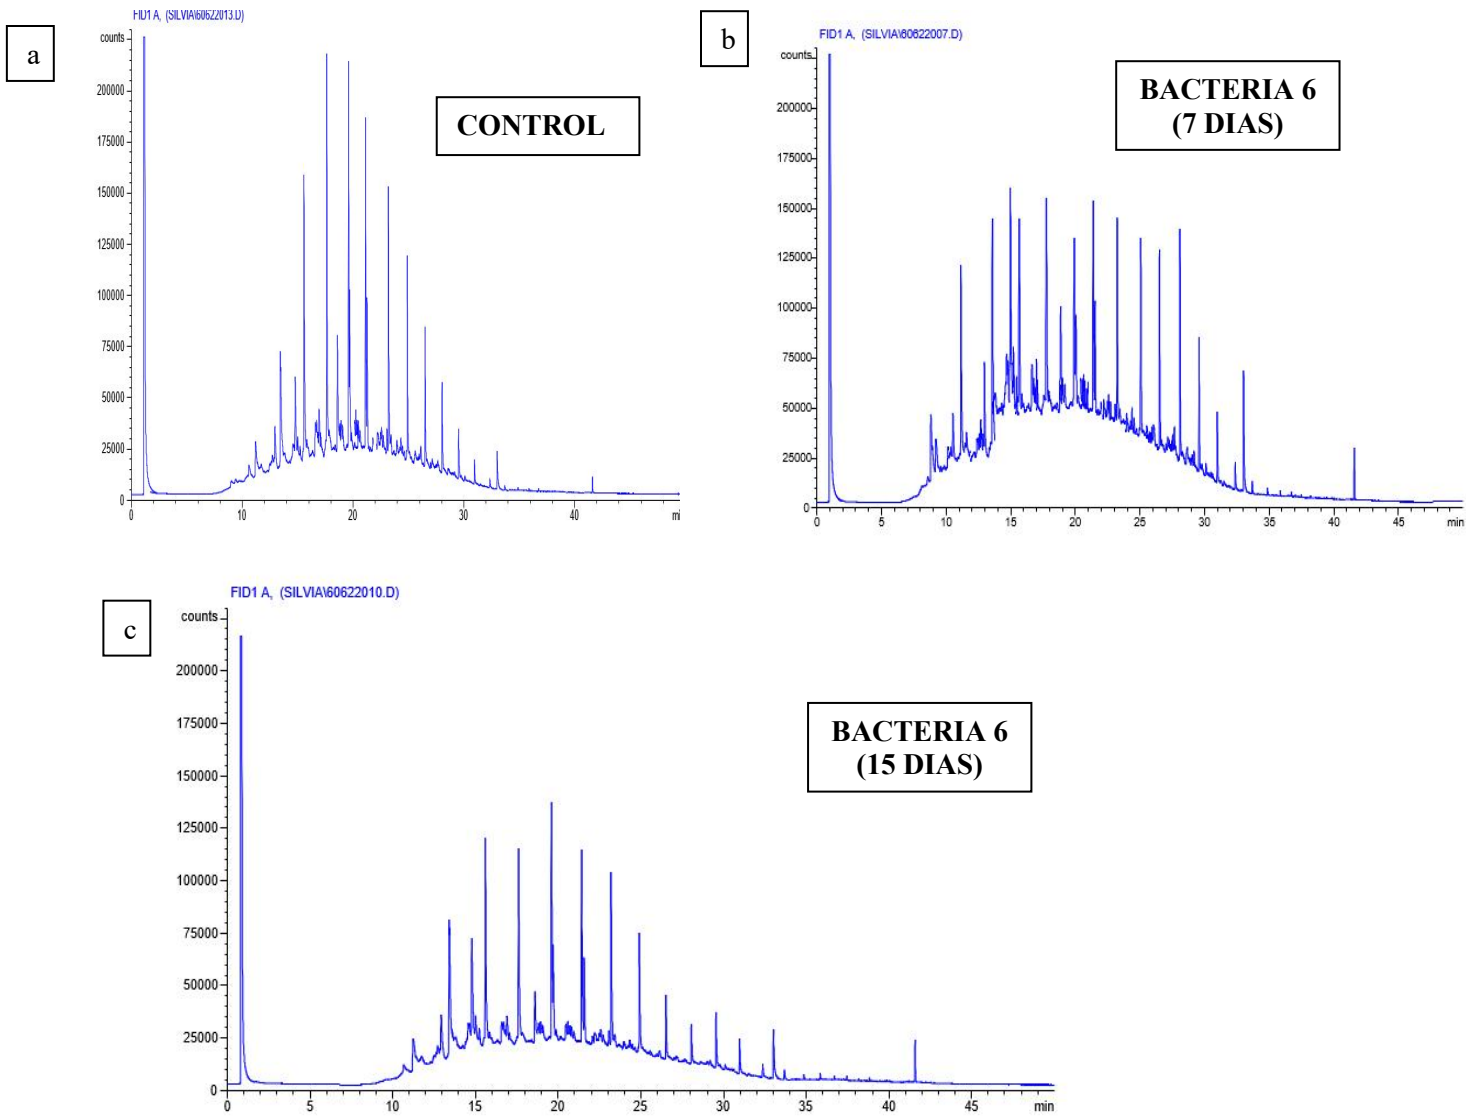 a
FID1 A, (SILVIA\60622013.D)
counts
200000
175000
150000
125000
100000
75000
50000
25000
0
0 10 20 30 40 mi
CONTROL
b
FID1 A, (SILVIA\60622007.D)
counts
200000
175000
150000
125000
100000
75000
50000
25000
0
0 5 10 15 20 25 30 35 40 45 min
BACTERIA 6
(7 DIAS)
c
FID1 A, (SILVIA\60622010.D)
counts
200000
175000
150000
125000
100000
75000
50000
25000
0
0 5 10 15 20 25 30 35 40 45 min
BACTERIA 6
(15 DIAS)